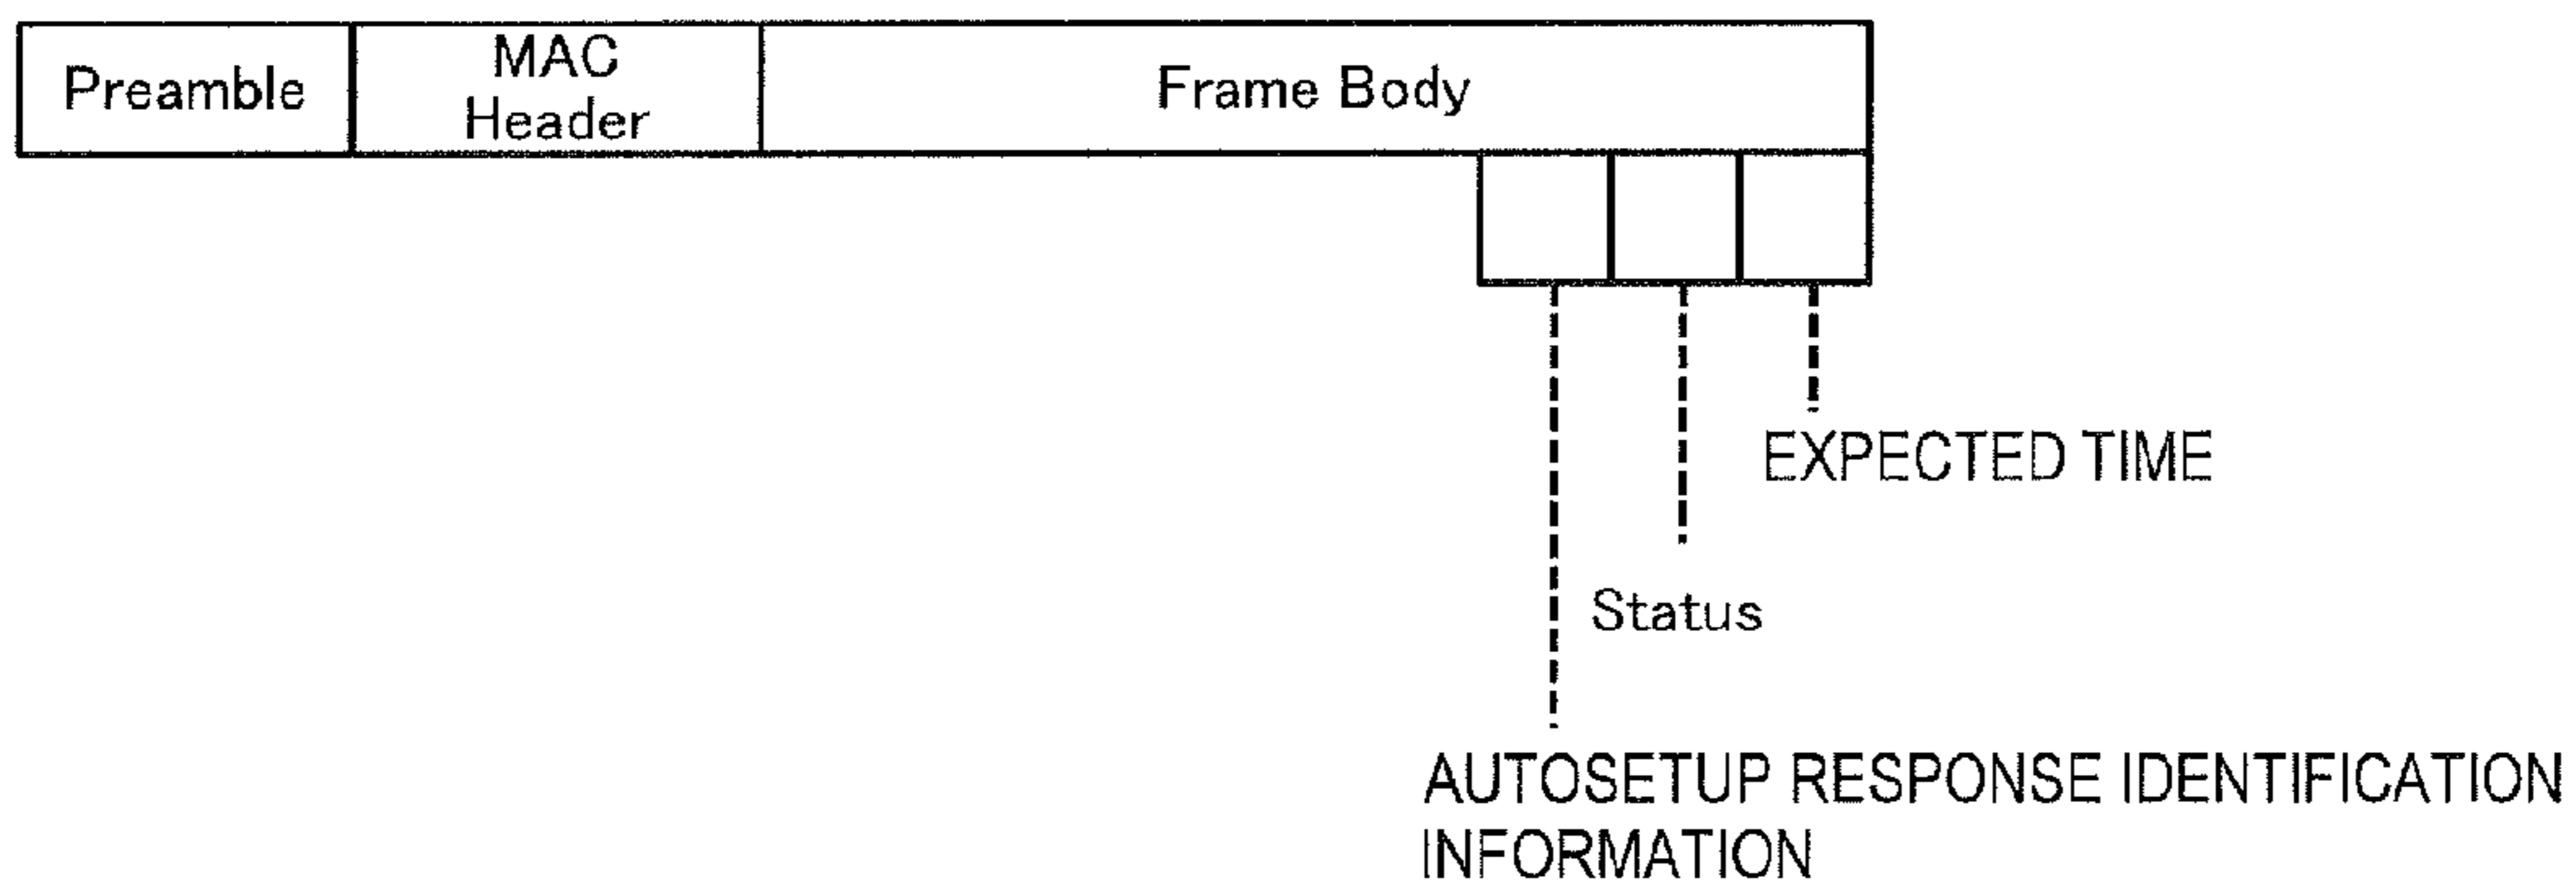 Preamble
MAC
Header
Frame Body
EXPECTED TIME
Status
AUTOSETUP RESPONSE IDENTIFICATION
INFORMATION